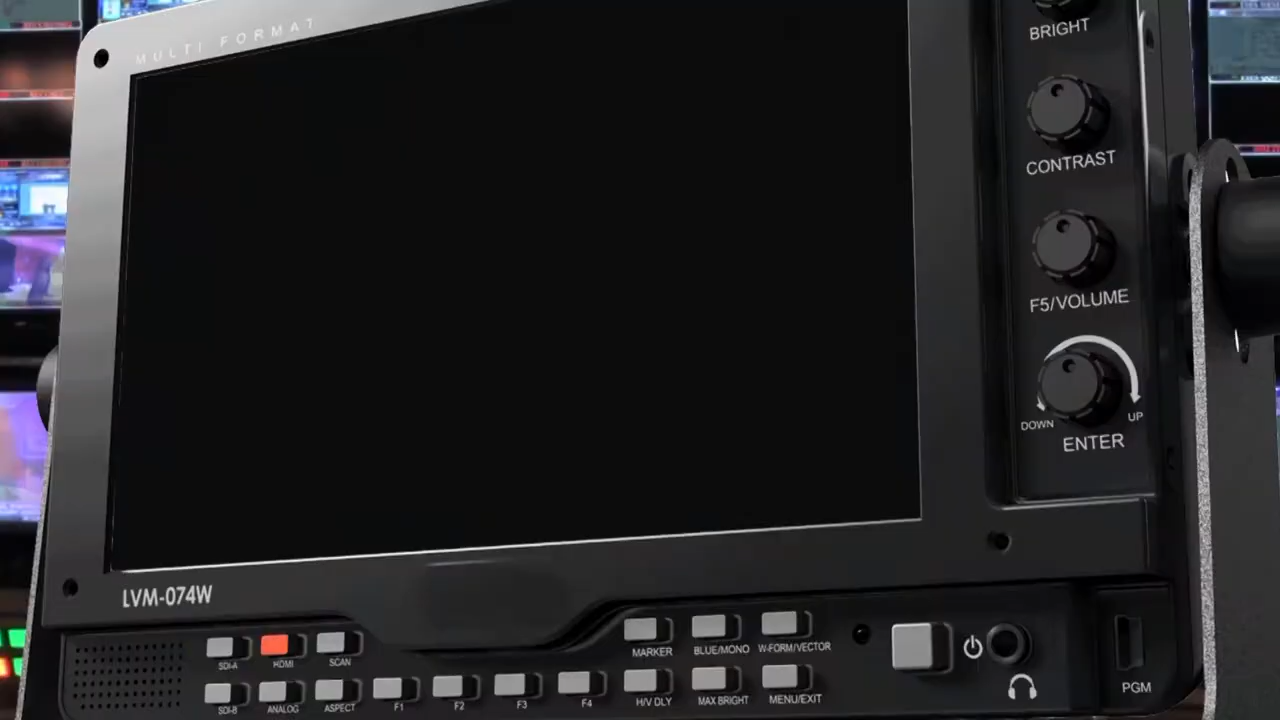 MULTI FORMAT
BRIGHT
CONTRAST
F5/VOLUME
DOWN
UP
ENTER
LVM-074W
SDI-A
HDMI
SCAN
MARKER
BLUE/MONO
W-FORM/VECTOR
SDI-B
ANALOG
ASPECT
F1
F2
F3
F4
H/V DLY
MAX BRIGHT
MENU/EXIT
PGM